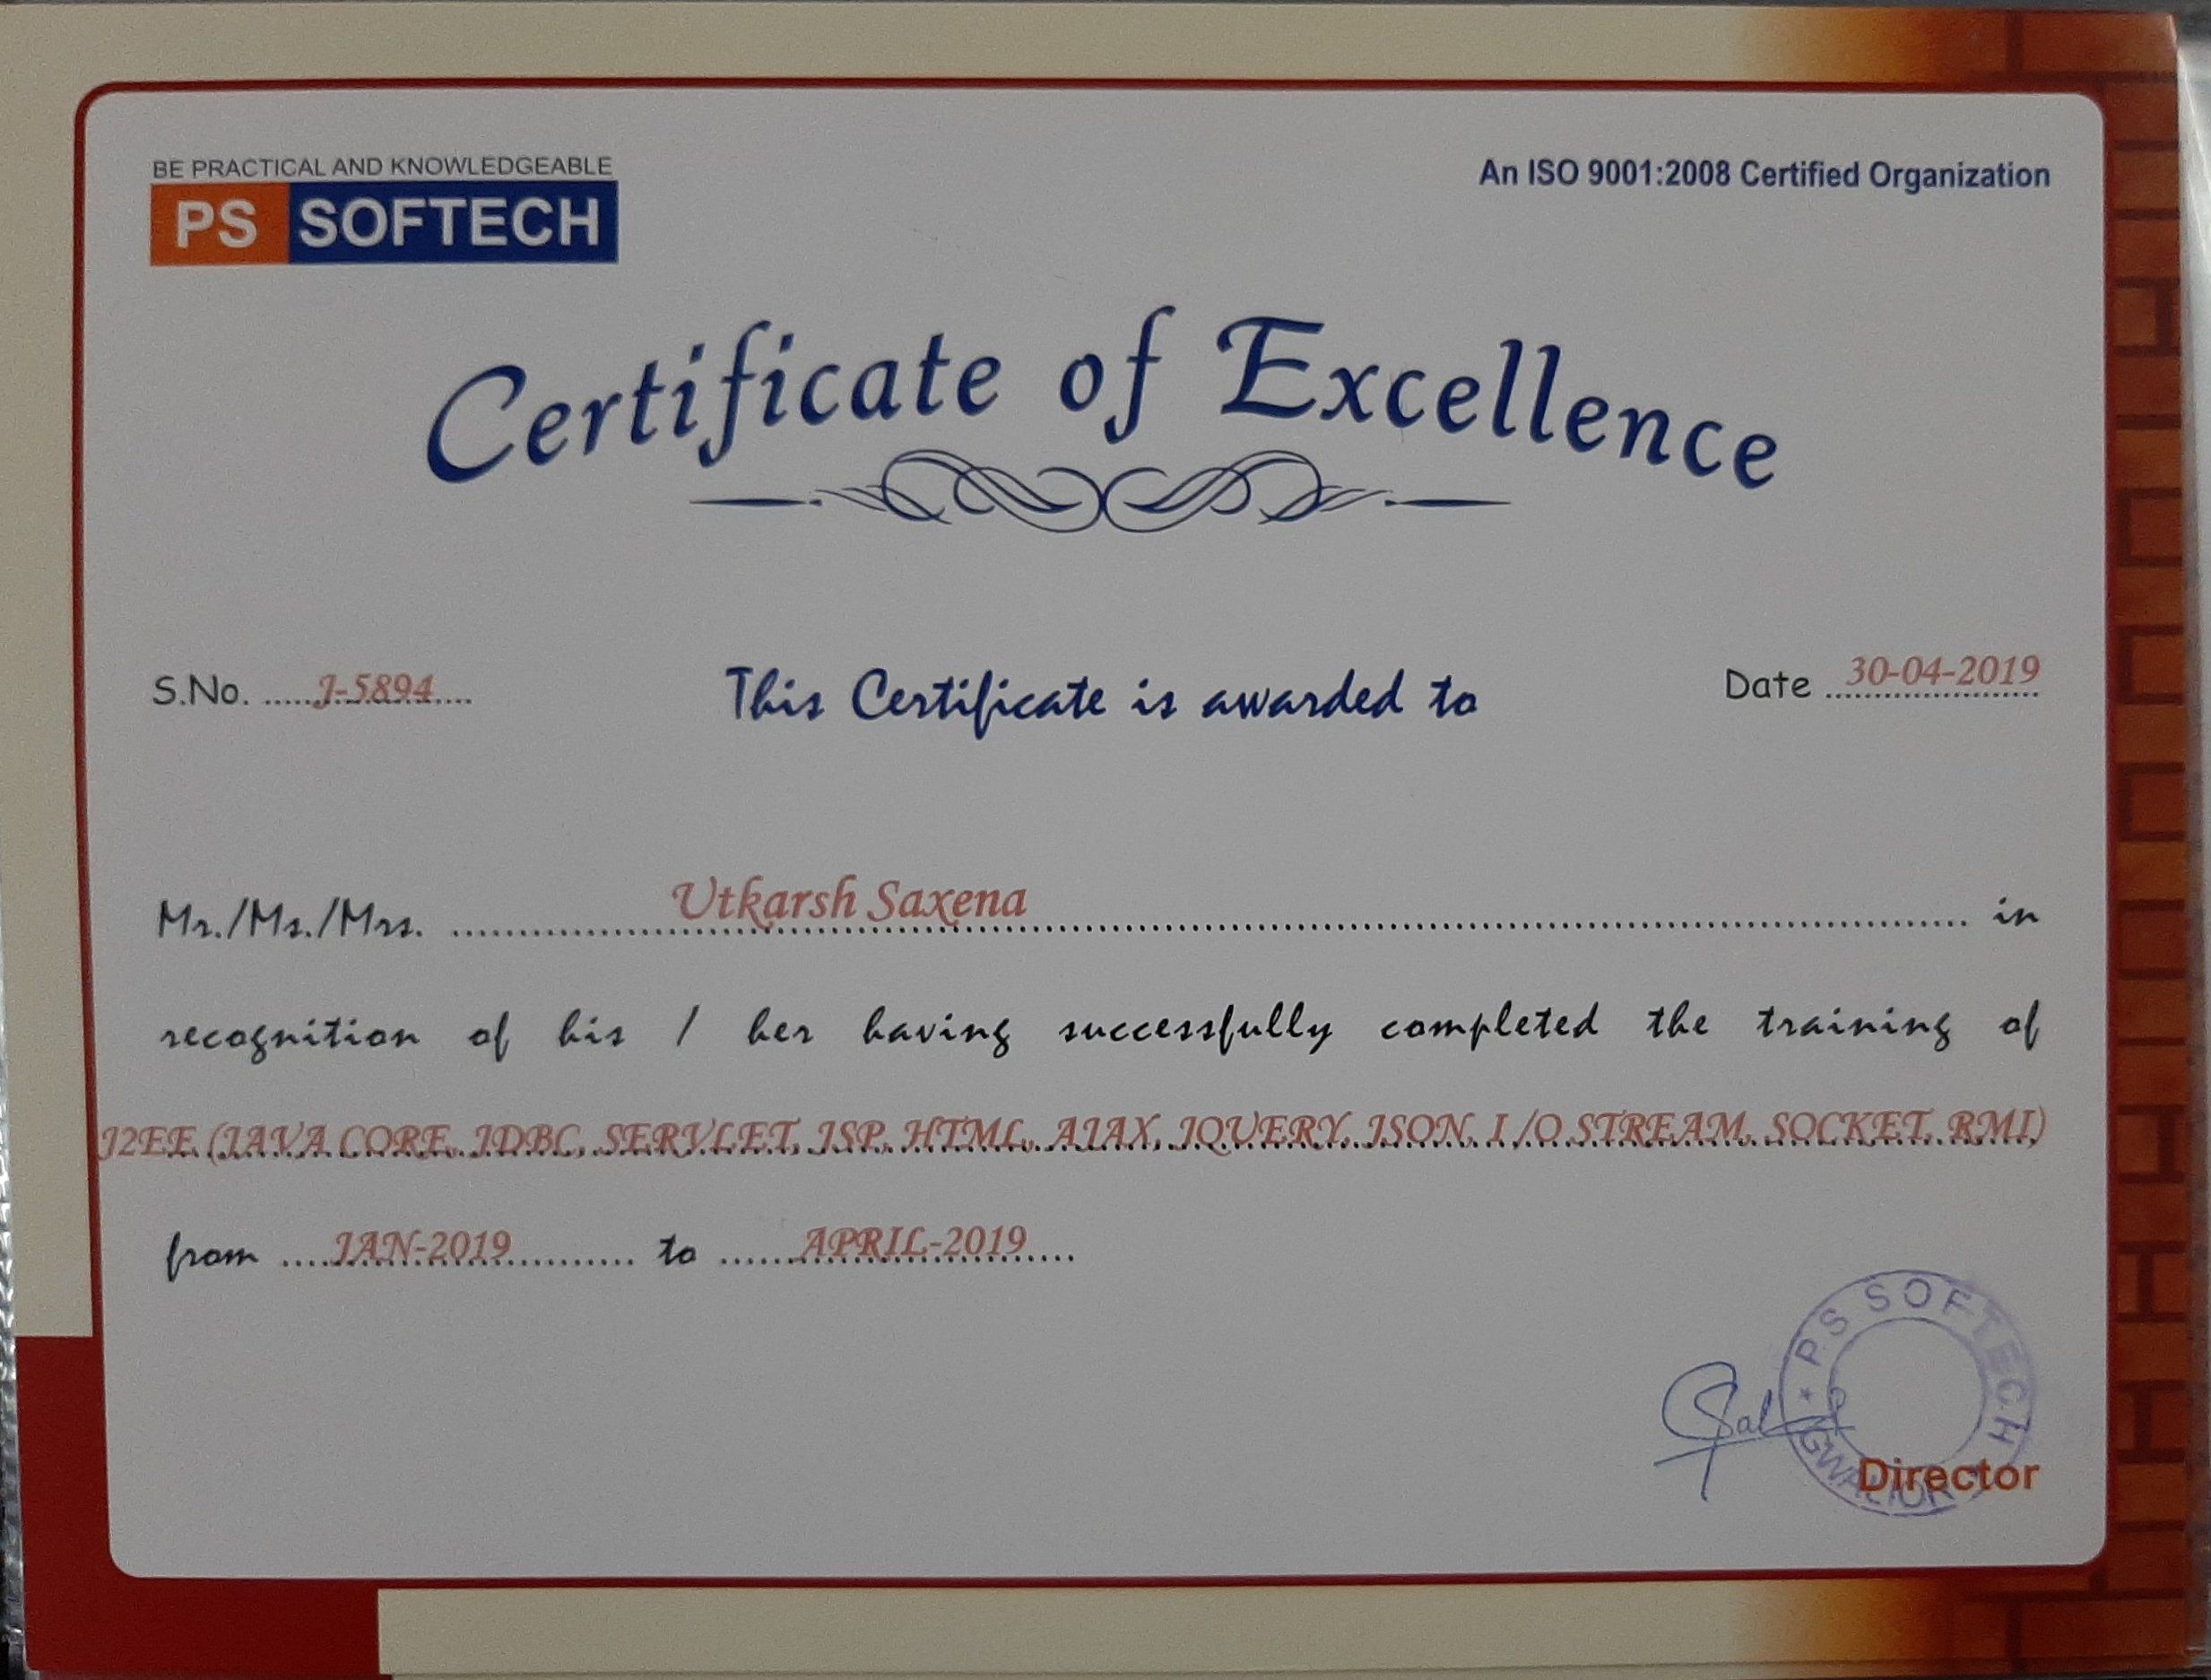 BE PRACTICAL AND KNOWLEDGEABLE
PS SOFTECH
An ISO 9001:2008 Certified Organization
Certificate of Excellence
S.No. ..... J-5894 ....
This Certificate is awarded to
Date 30-04-2019
Mr./Ms./Mrs. Utkarsh Saxena in
recognition of his / her having successfully completed the training of
J2EE (JAVA CORE, JDBC, SERVLET, JSP, HTML, AJAX, JQUERY, JSON, I /O STREAM, SOCKET, RMI)
from .... JAN-2019 .......... to ...... APRIL-2019 ....
PS SOFTECH
* GWALIOR
Director